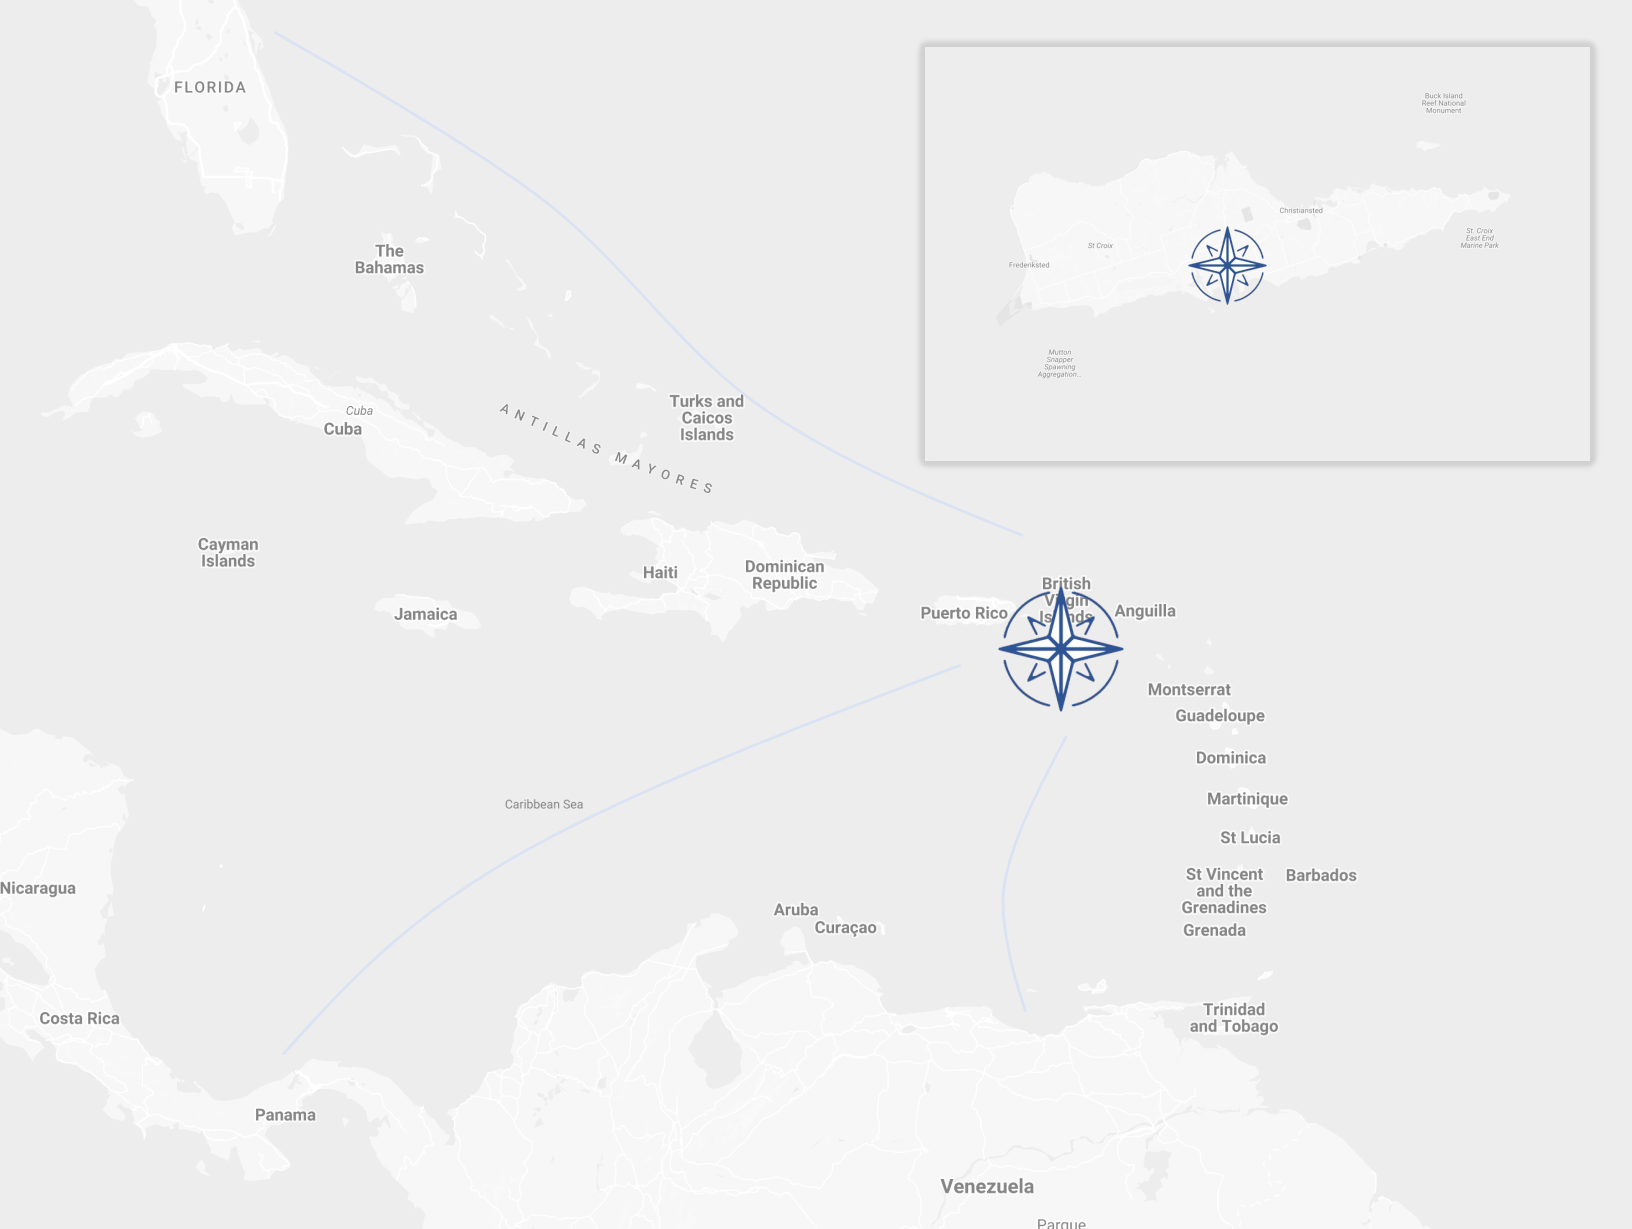 FLORIDA
Buck Island
Reef National
Monument
Christiansted
St. Croix
East End
Marine Park
St Croix
Frederiksted
Mutton
Snapper
Spawning
Aggregation...
The
Bahamas
Turks and
Caicos
Islands
ANTILLAS MAYORES
Cuba
Cuba
Cayman
Islands
Haiti
Dominican
Republic
Jamaica
Puerto Rico
British
Virgin
Islands
Anguilla
Montserrat
Guadeloupe
Dominica
Martinique
Caribbean Sea
St Lucia
St Vincent
and the
Grenadines
Barbados
Nicaragua
Aruba
Curaçao
Grenada
Costa Rica
Trinidad
and Tobago
Panama
Venezuela
Parque